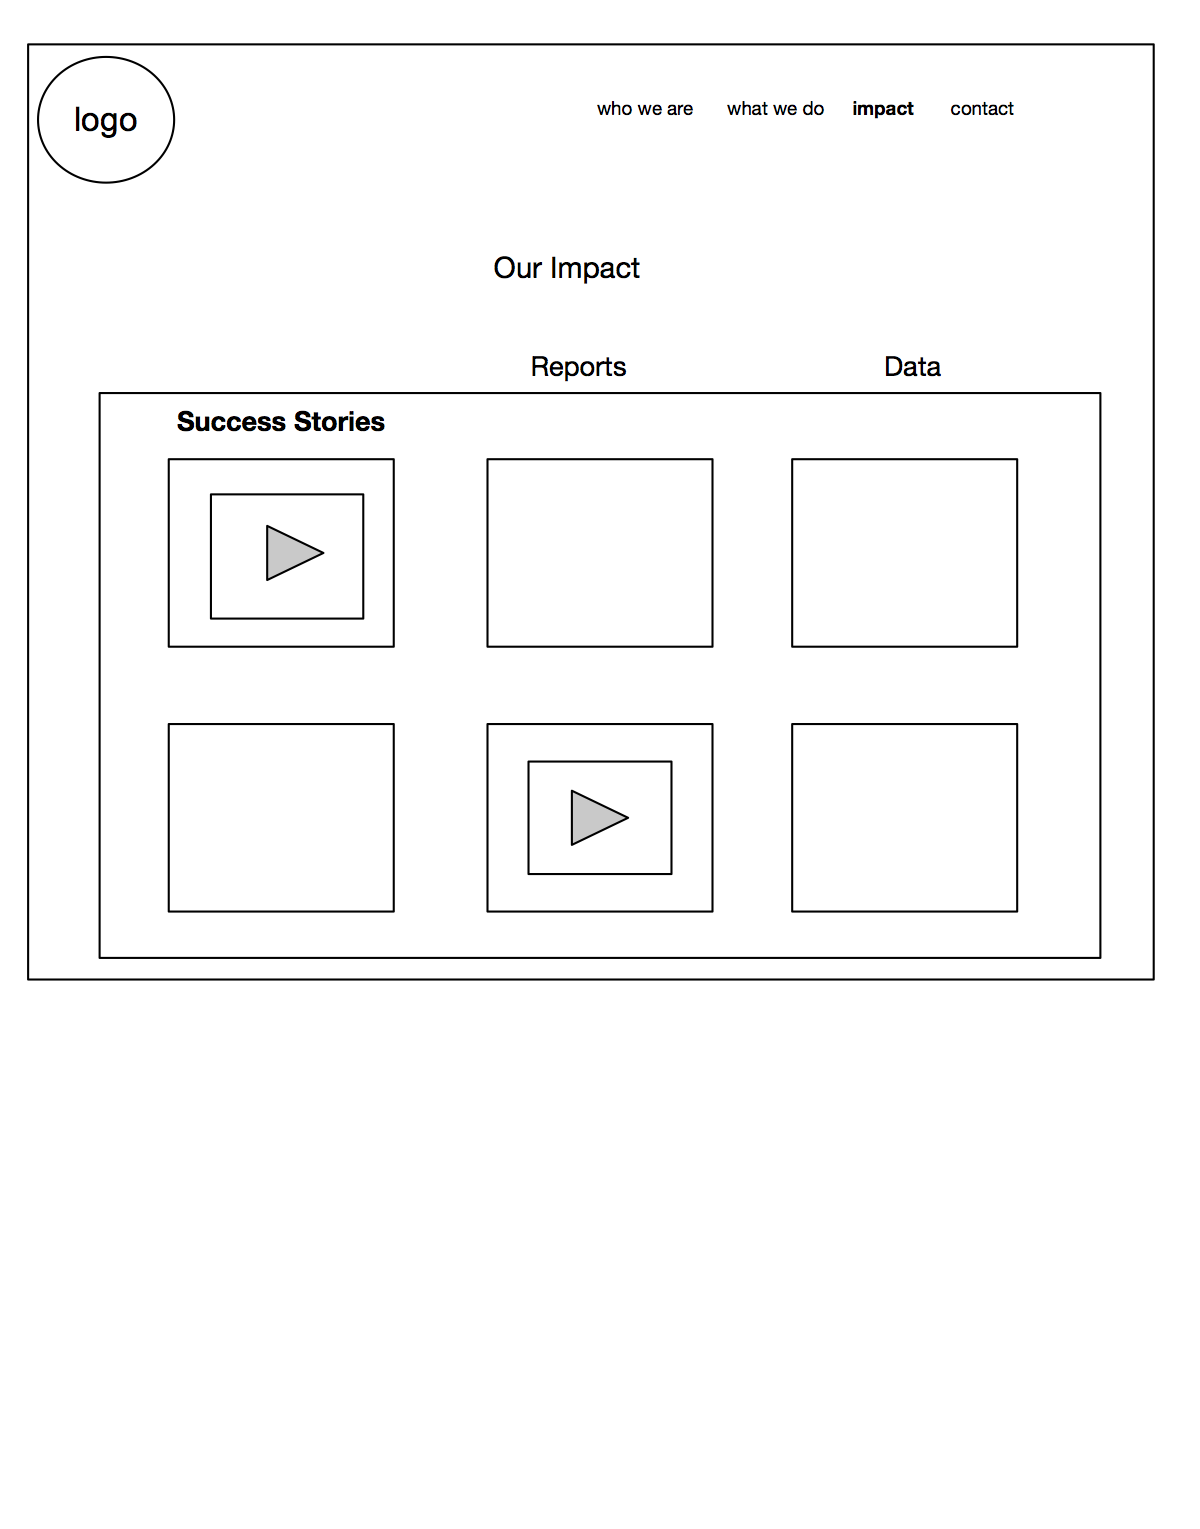 logo
who we are what we do impact contact
Our Impact
Reports Data
Success Stories